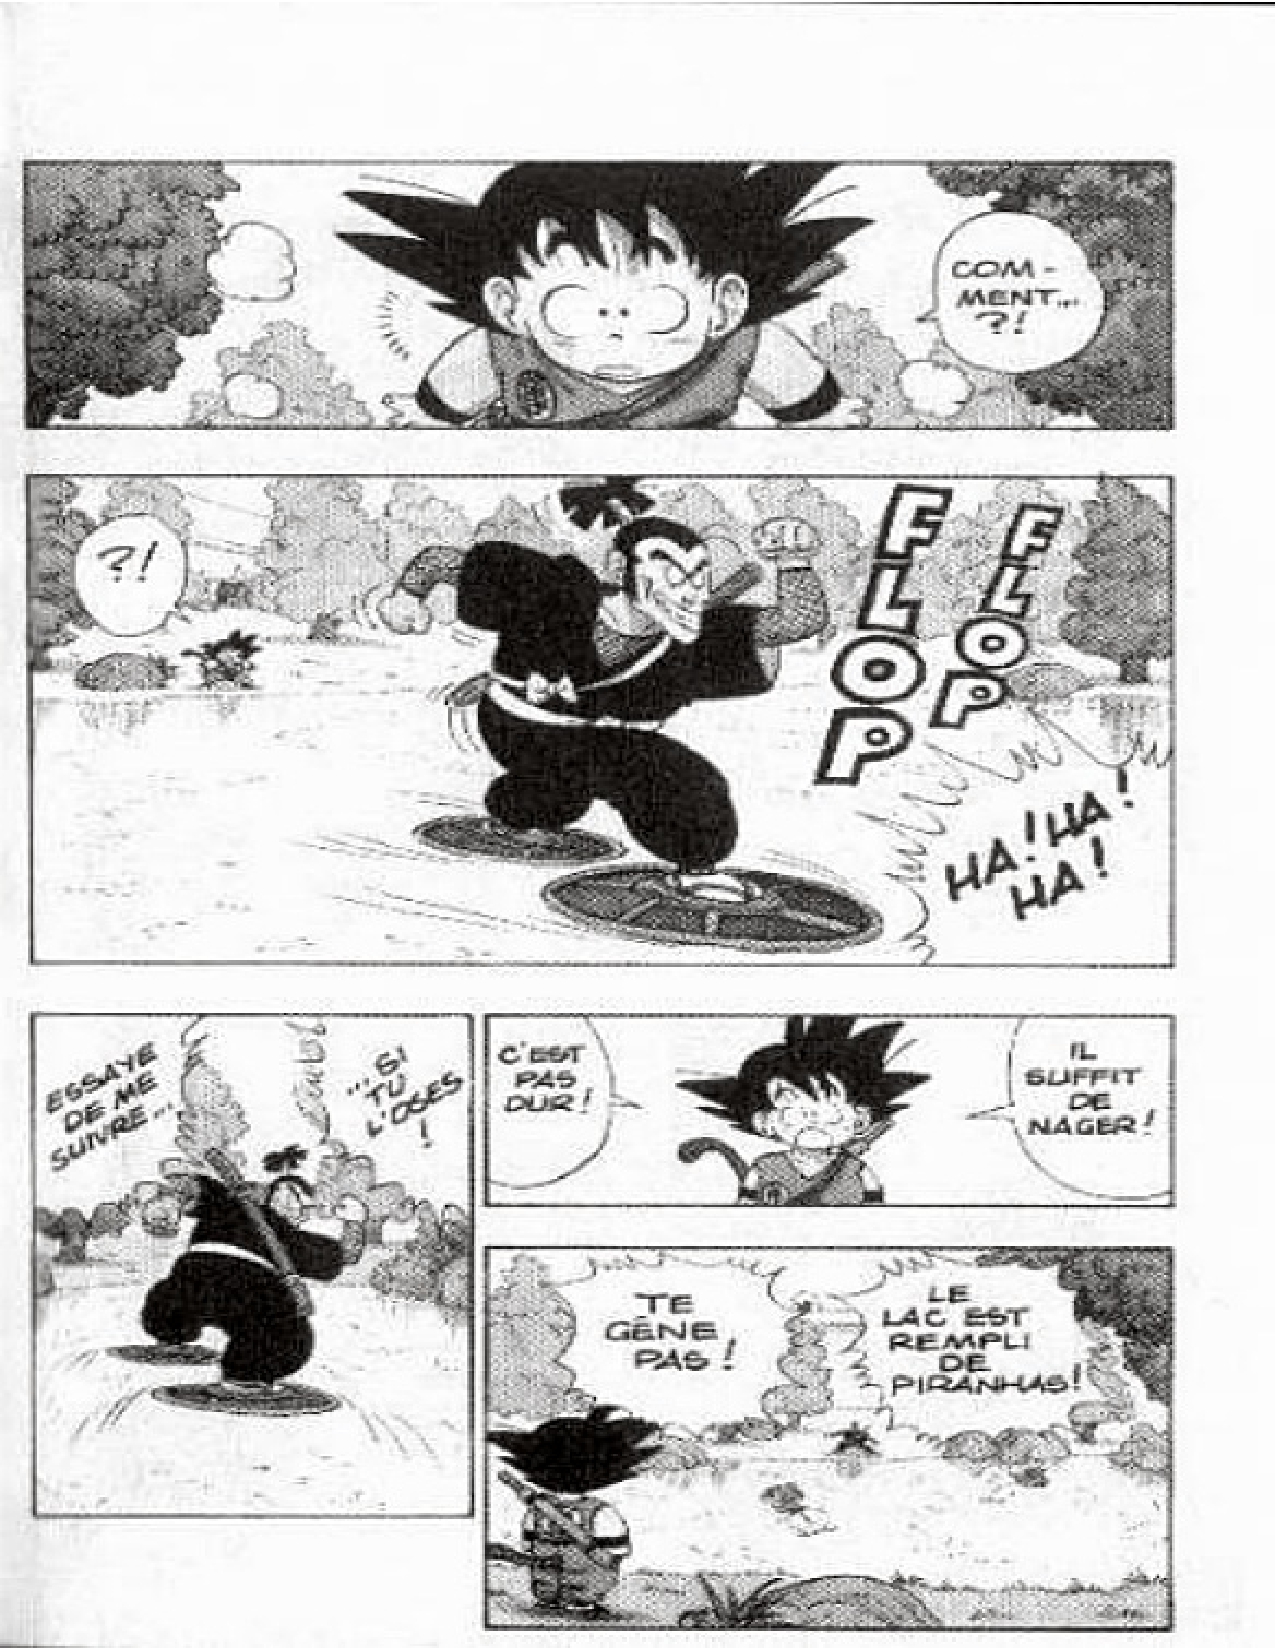 COM-
MENT...
?!
?!
FLOP
FLOP
HA! HA!
HA!
ESSAYE
DE ME
SUIVRE...
...SI
TU
L'OSES
!
C'EST
PAS
DUR!
IL
SUFFIT
DE
NAGER!
TE
GÊNE
PAS!
LE
LAC EST
REMPLI
DE
PIRANHAS!